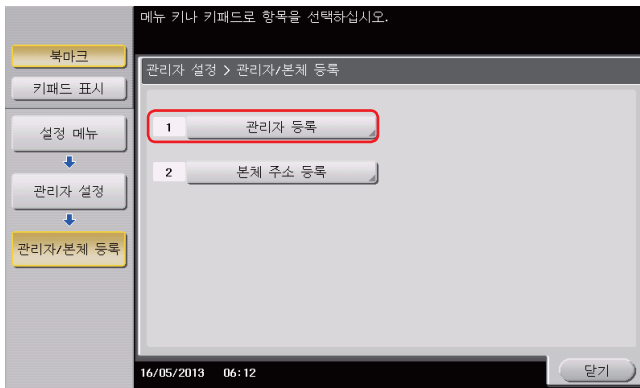 메뉴 키나 키패드로 항목을 선택하십시오.
북마크
키패드 표시
설정 메뉴
관리자 설정
관리자/본체 등록
관리자 설정 > 관리자/본체 등록
1 관리자 등록
2 본체 주소 등록
16/05/2013 06:12
닫기